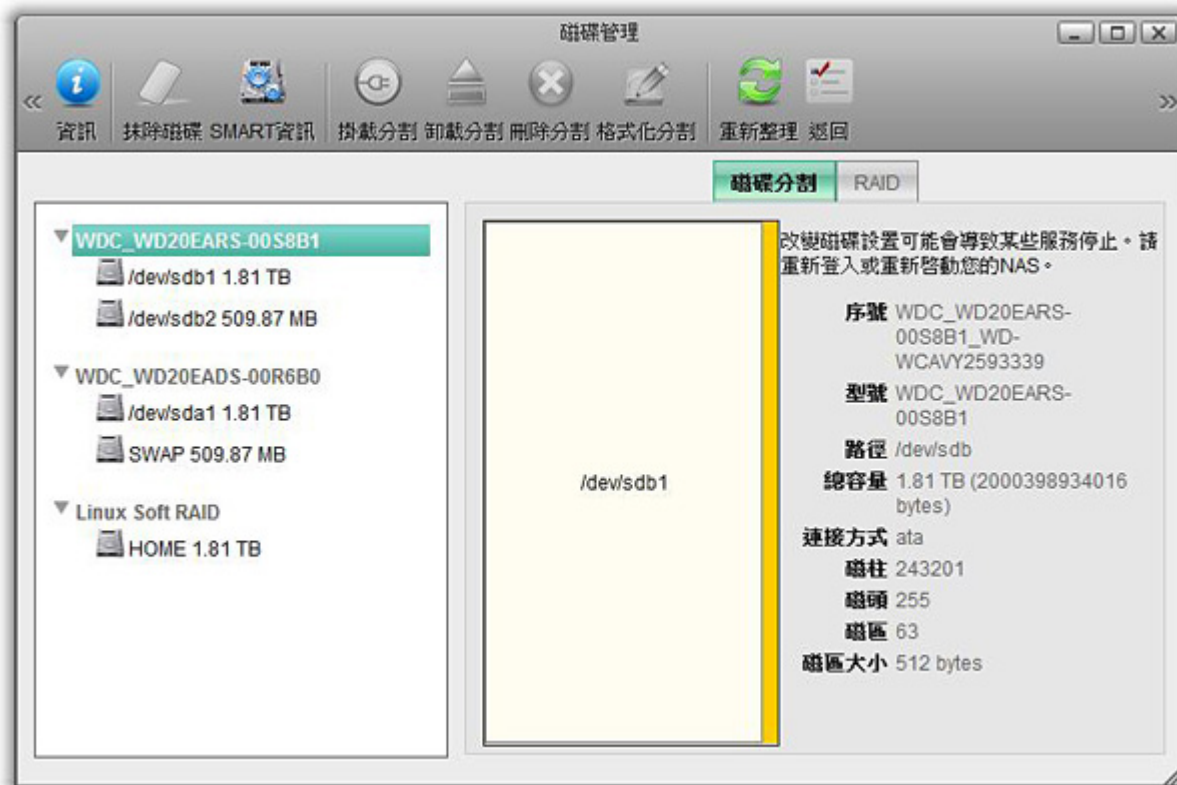 磁碟管理
« 資訊 抹除磁碟 SMART資訊 掛載分割 卸載分割 刪除分割 格式化分割 重新整理 返回 »
磁碟分割 RAID
WDC_WD20EARS-00S8B1
/dev/sdb1 1.81 TB
/dev/sdb2 509.87 MB
WDC_WD20EADS-00R6B0
/dev/sda1 1.81 TB
SWAP 509.87 MB
Linux Soft RAID
HOME 1.81 TB
/dev/sdb1
改變磁碟設置可能會導致某些服務停止。請
重新登入或重新啓動您的NAS。
序號 WDC_WD20EARS-
00S8B1_WD-
WCAVY2593339
型號 WDC_WD20EARS-
00S8B1
路徑 /dev/sdb
總容量 1.81 TB (2000398934016
bytes)
連接方式 ata
磁柱 243201
磁頭 255
磁區 63
磁區大小 512 bytes